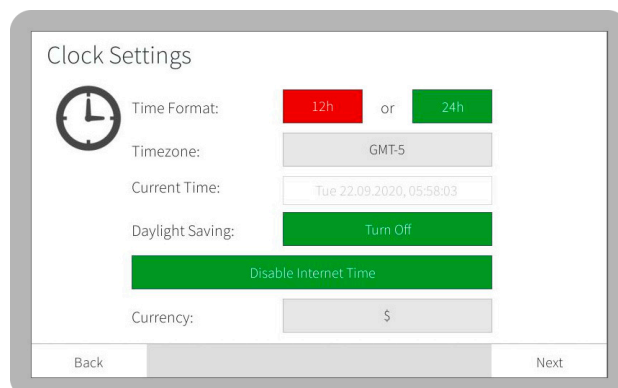 Clock Settings
Time Format: 12h or 24h
Timezone: GMT-5
Current Time: Tue 22.09.2020, 05:58:03
Daylight Saving: Turn Off
Disable Internet Time
Currency: $
Back Next